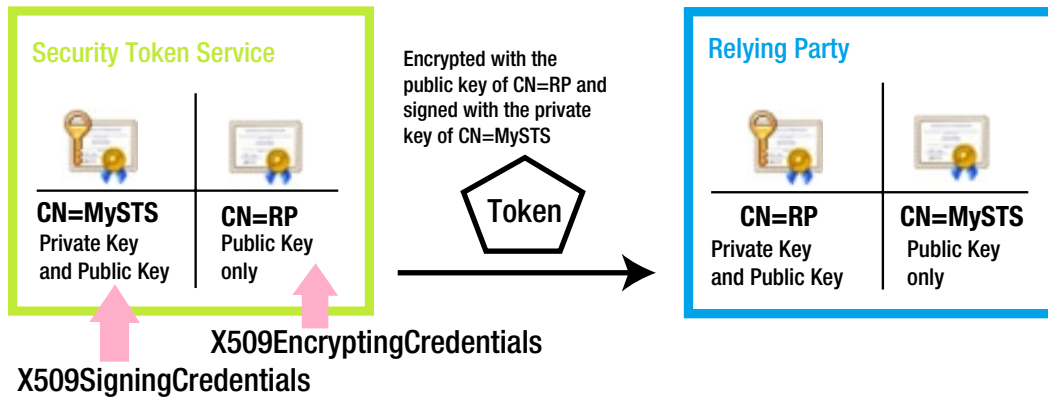 Security Token Service
CN=MySTS
Private Key
and Public Key
CN=RP
Public Key
only
X509EncryptingCredentials
X509SigningCredentials
Encrypted with the
public key of CN=RP and
signed with the private
key of CN=MySTS
Token
Relying Party
CN=RP
Private Key
and Public Key
CN=MySTS
Public Key
only